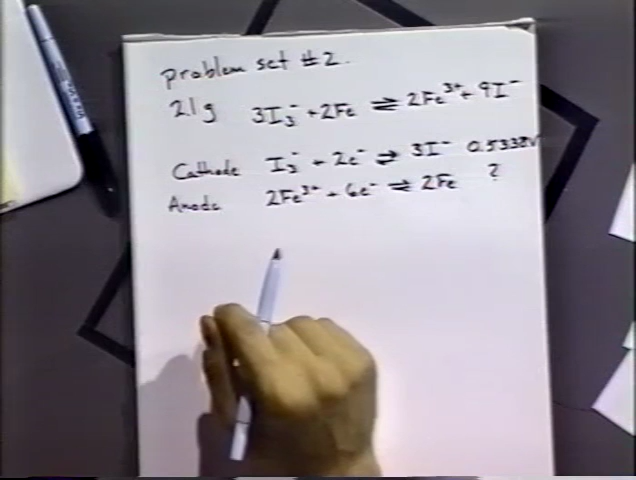 problem set #2.
21g 3I₃⁻ + 2Fe ⇌ 2Fe³⁺ + 9I⁻
Cathode I₃⁻ + 2e⁻ ⇌ 3I⁻ 0.5338V
Anode 2Fe³⁺ + 6e⁻ ⇌ 2Fe ?